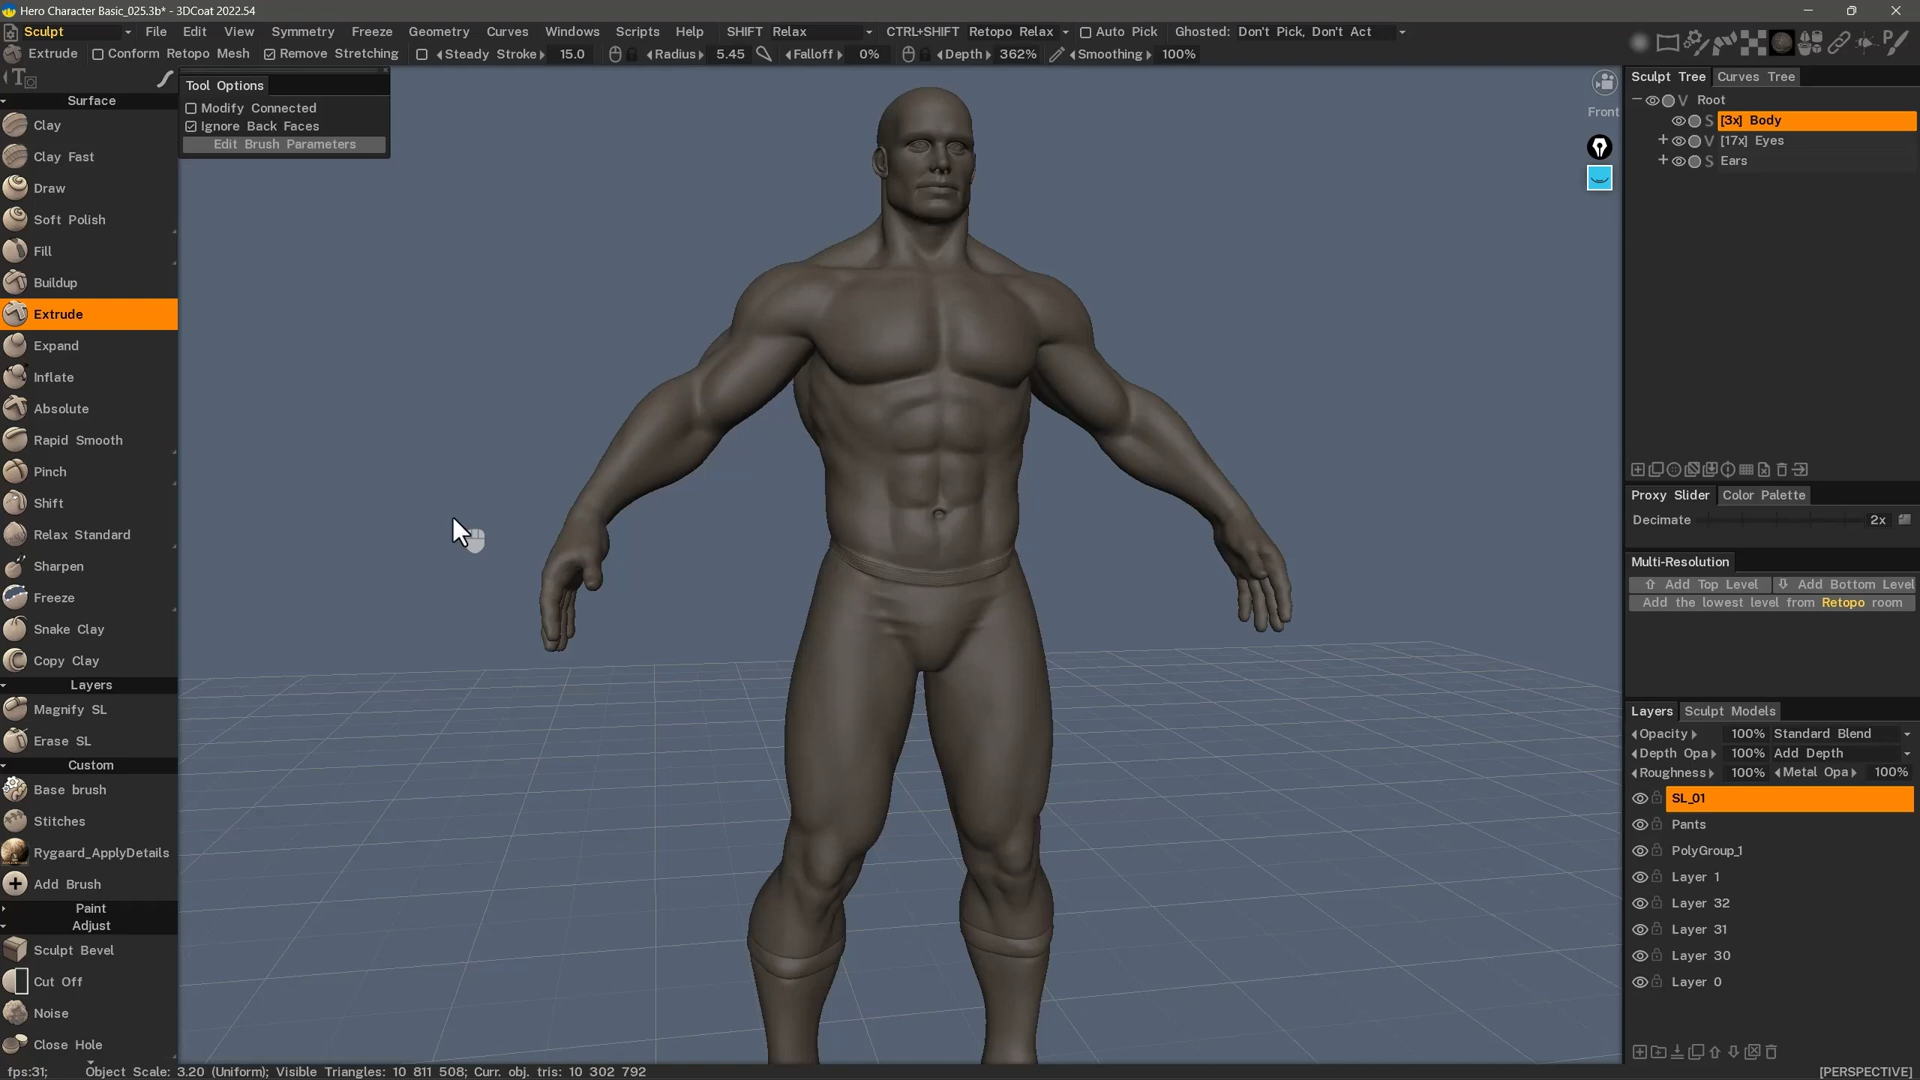 Hero Character Basic_025.3b* - 3DCoat 2022.54
Sculpt File Edit View Symmetry Freeze Geometry Curves Windows Scripts Help SHIFT Relax CTRL+SHIFT Retopo Relax Auto Pick Ghosted: Don't Pick, Don't Act
Extrude Conform Retopo Mesh Remove Stretching Steady Stroke 15.0 Radius 5.45 Falloff 0% Depth 362% Smoothing 100%
Tool Options
Modify Connected
Ignore Back Faces
Edit Brush Parameters
Surface
Clay
Clay Fast
Draw
Soft Polish
Fill
Buildup
Extrude
Expand
Inflate
Absolute
Rapid Smooth
Pinch
Shift
Relax Standard
Sharpen
Freeze
Snake Clay
Copy Clay
Layers
Magnify SL
Erase SL
Custom
Base brush
Stitches
Rygaard_ApplyDetails
Add Brush
Paint
Adjust
Sculpt Bevel
Cut Off
Noise
Close Hole
Front
Sculpt Tree Curves Tree
V Root
S [3x] Body
V [17x] Eyes
S Ears
Proxy Slider Color Palette
Decimate 2x
Multi-Resolution
Add Top Level Add Bottom Level
Add the lowest level from Retopo room
Layers Sculpt Models
Opacity 100% Standard Blend
Depth Opa 100% Add Depth
Roughness 100% Metal Opa 100%
SL_01
Pants
PolyGroup_1
Layer 1
Layer 32
Layer 31
Layer 30
Layer 0
fps:31; Object Scale: 3.20 (Uniform); Visible Triangles: 10 811 508; Curr. obj. tris: 10 302 792
[PERSPECTIVE]